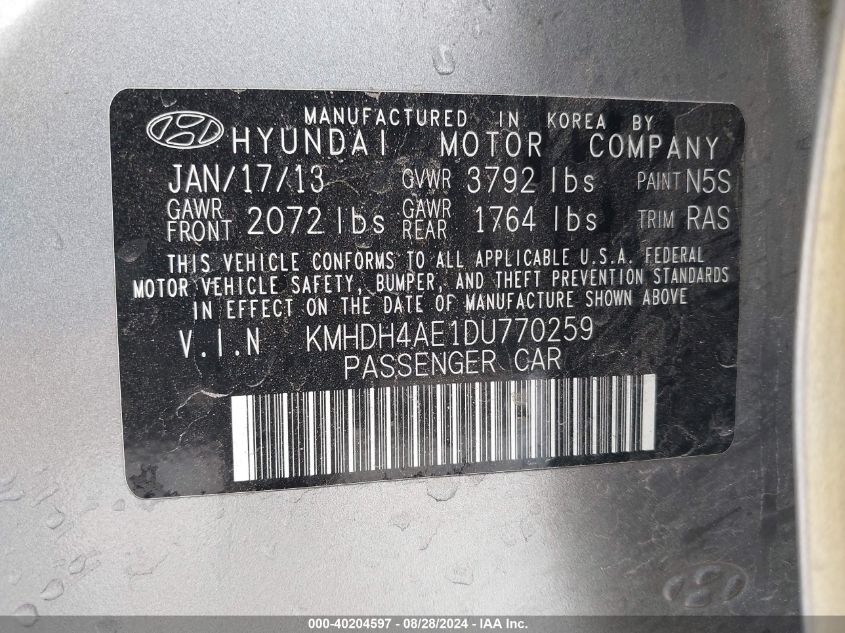 MANUFACTURED IN KOREA BY
HYUNDAI MOTOR COMPANY
JAN/17/13 GVWR 3792 lbs PAINT N5S
GAWR FRONT 2072 lbs GAWR REAR 1764 lbs TRIM RAS
THIS VEHICLE CONFORMS TO ALL APPLICABLE U.S.A. FEDERAL
MOTOR VEHICLE SAFETY, BUMPER, AND THEFT PREVENTION STANDARDS
IN EFFECT ON THE DATE OF MANUFACTURE SHOWN ABOVE
V.I.N KMHDH4AE1DU770259
PASSENGER CAR
000-40204597 - 08/28/2024 - IAA Inc.